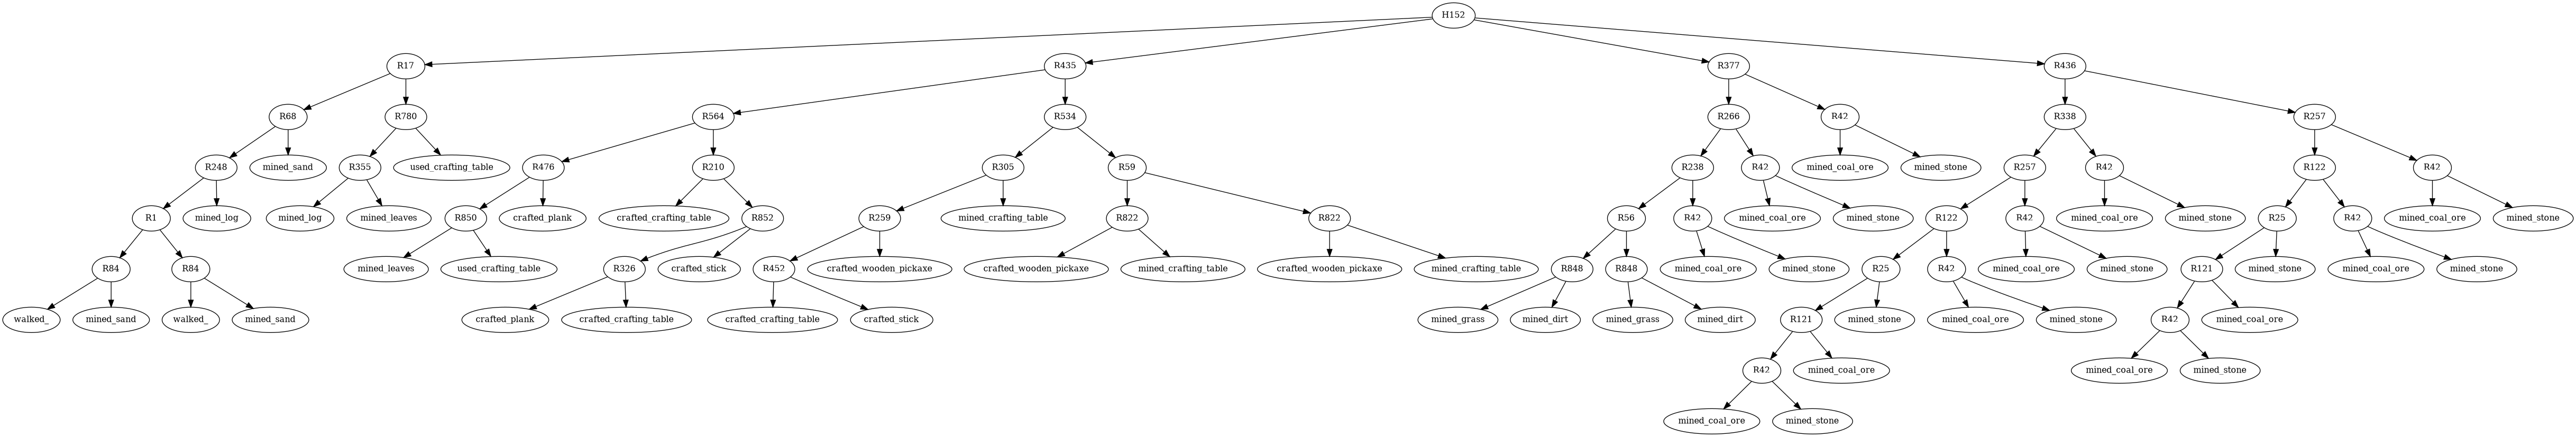 H152
R17
R435
R377
R436
R68
R780
R564
R534
R266
R42
R338
R257
R248
mined_sand
R355
used_crafting_table
R476
R210
R305
R59
R238
R42
mined_coal_ore
mined_stone
R257
R42
R122
R42
R1
mined_log
mined_log
mined_leaves
R850
crafted_plank
crafted_crafting_table
R852
R259
mined_crafting_table
R822
R822
R56
R42
mined_coal_ore
mined_stone
R122
R42
mined_coal_ore
mined_stone
R25
R42
mined_coal_ore
mined_stone
R84
R84
mined_leaves
used_crafting_table
R326
crafted_stick
R452
crafted_wooden_pickaxe
crafted_wooden_pickaxe
mined_crafting_table
crafted_wooden_pickaxe
mined_crafting_table
R848
R848
mined_coal_ore
mined_stone
R25
R42
mined_coal_ore
mined_stone
R121
mined_stone
mined_coal_ore
mined_stone
walked_
mined_sand
walked_
mined_sand
crafted_plank
crafted_crafting_table
crafted_crafting_table
crafted_stick
mined_grass
mined_dirt
mined_grass
mined_dirt
R121
mined_stone
mined_coal_ore
mined_stone
R42
mined_coal_ore
R42
mined_coal_ore
mined_coal_ore
mined_stone
mined_coal_ore
mined_stone